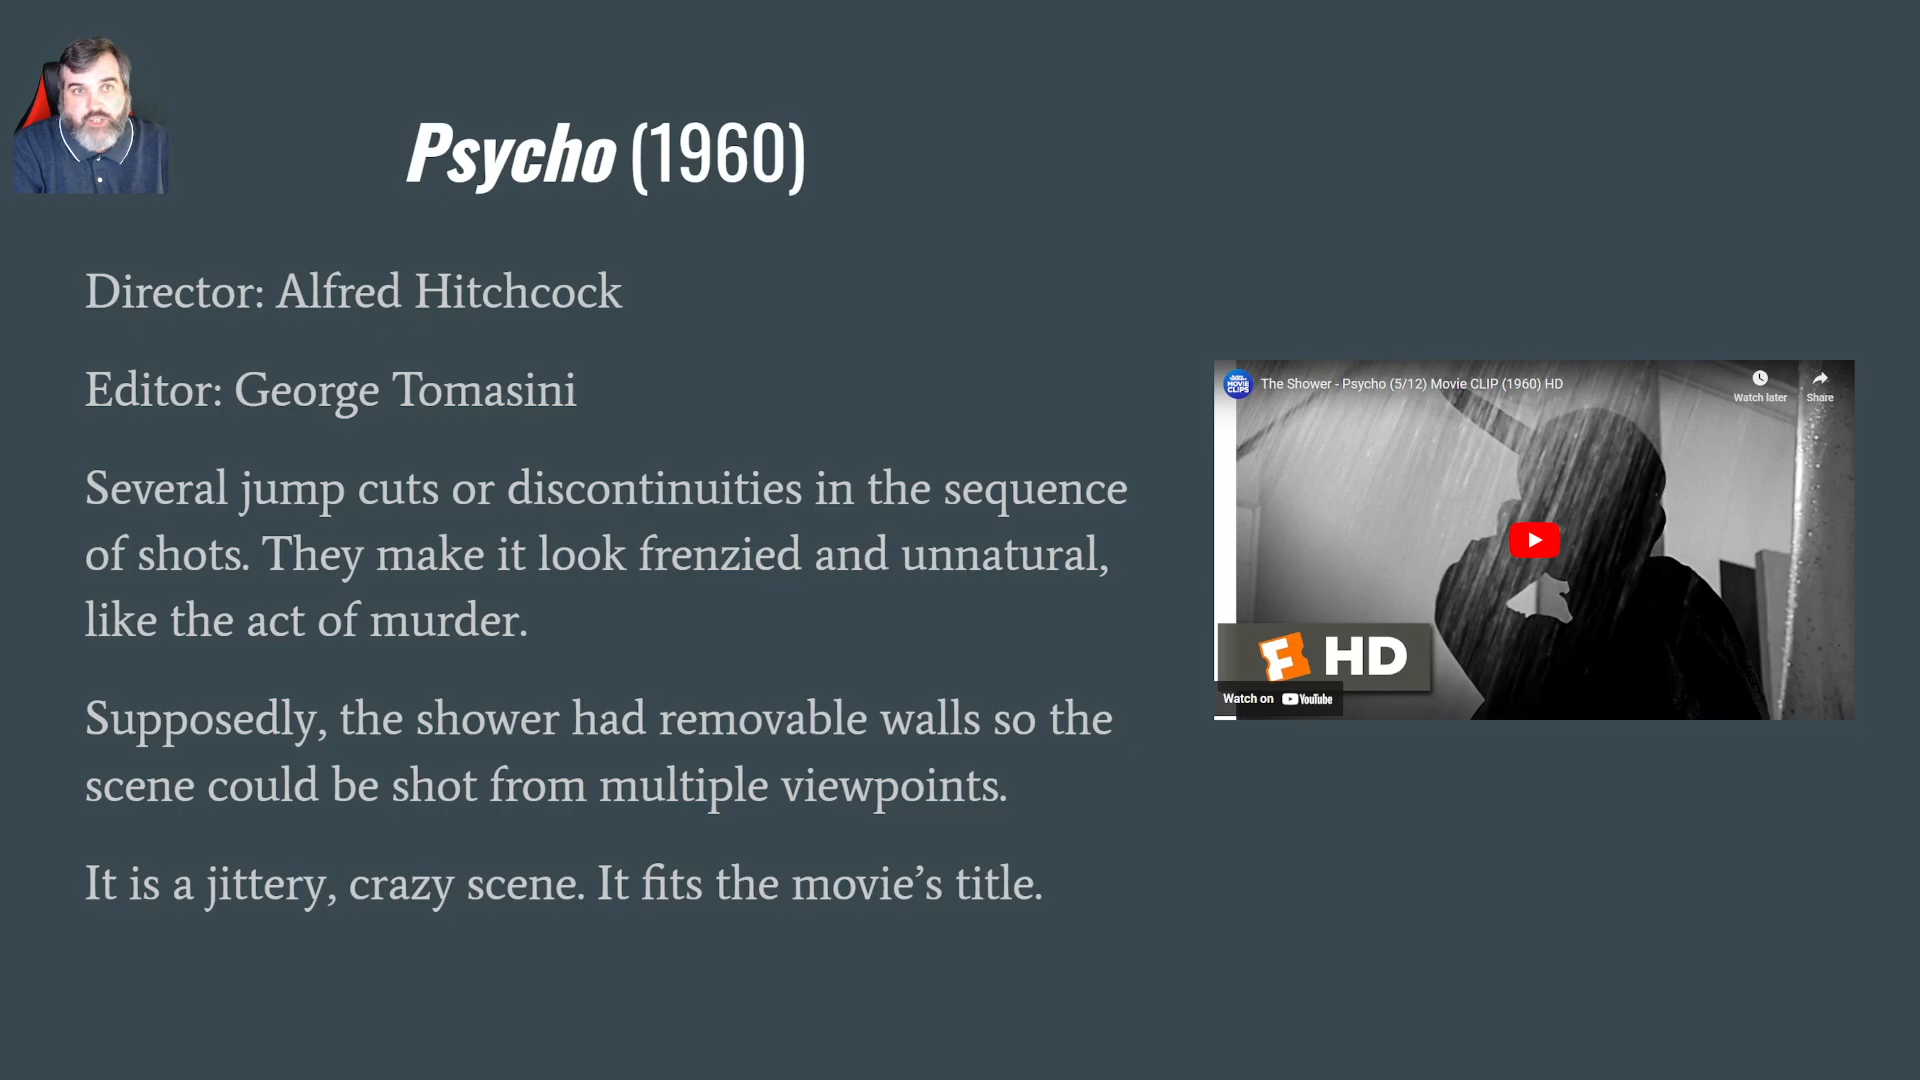 Psycho (1960)
Director: Alfred Hitchcock
Editor: George Tomasini
Several jump cuts or discontinuities in the sequence
of shots. They make it look frenzied and unnatural,
like the act of murder.
Supposedly, the shower had removable walls so the
scene could be shot from multiple viewpoints.
It is a jittery, crazy scene. It fits the movie’s title.
MOVIE CLIPS
The Shower - Psycho (5/12) Movie CLIP (1960) HD
Watch later
Share
F HD
Watch on YouTube